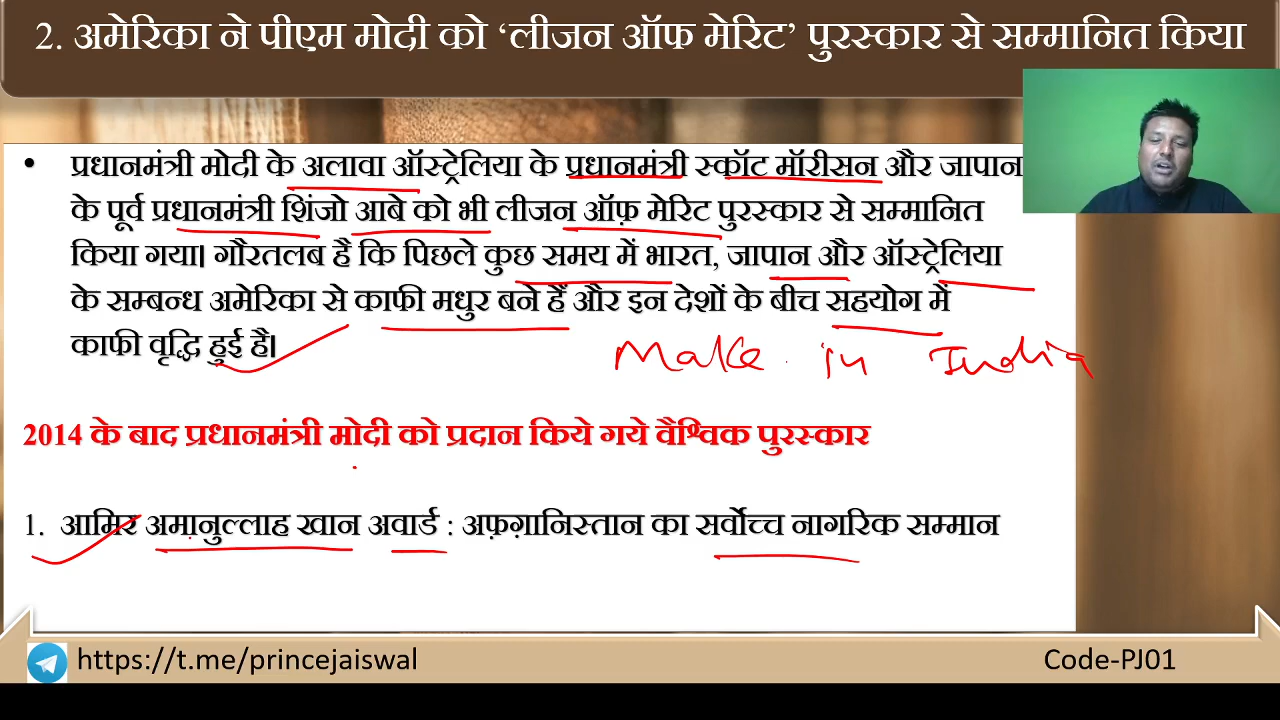 2. अमेरिका ने पीएम मोदी को ‘लीजन ऑफ मेरिट’ पुरस्कार से सम्मानित किया
• प्रधानमंत्री मोदी के अलावा ऑस्ट्रेलिया के प्रधानमंत्री स्कॉट मॉरीसन और जापान
के पूर्व प्रधानमंत्री शिंजो आबे को भी लीजन ऑफ़ मेरिट पुरस्कार से सम्मानित
किया गया। गौरतलब है कि पिछले कुछ समय में भारत, जापान और ऑस्ट्रेलिया
के सम्बन्ध अमेरिका से काफी मधुर बने हैं और इन देशों के बीच सहयोग में
काफी वृद्धि हुई है।
Make in India
2014 के बाद प्रधानमंत्री मोदी को प्रदान किये गये वैश्विक पुरस्कार
1. आमिर अमानुल्लाह खान अवार्ड : अफ़ग़ानिस्तान का सर्वोच्च नागरिक सम्मान
https://t.me/princejaiswal
Code-PJ01